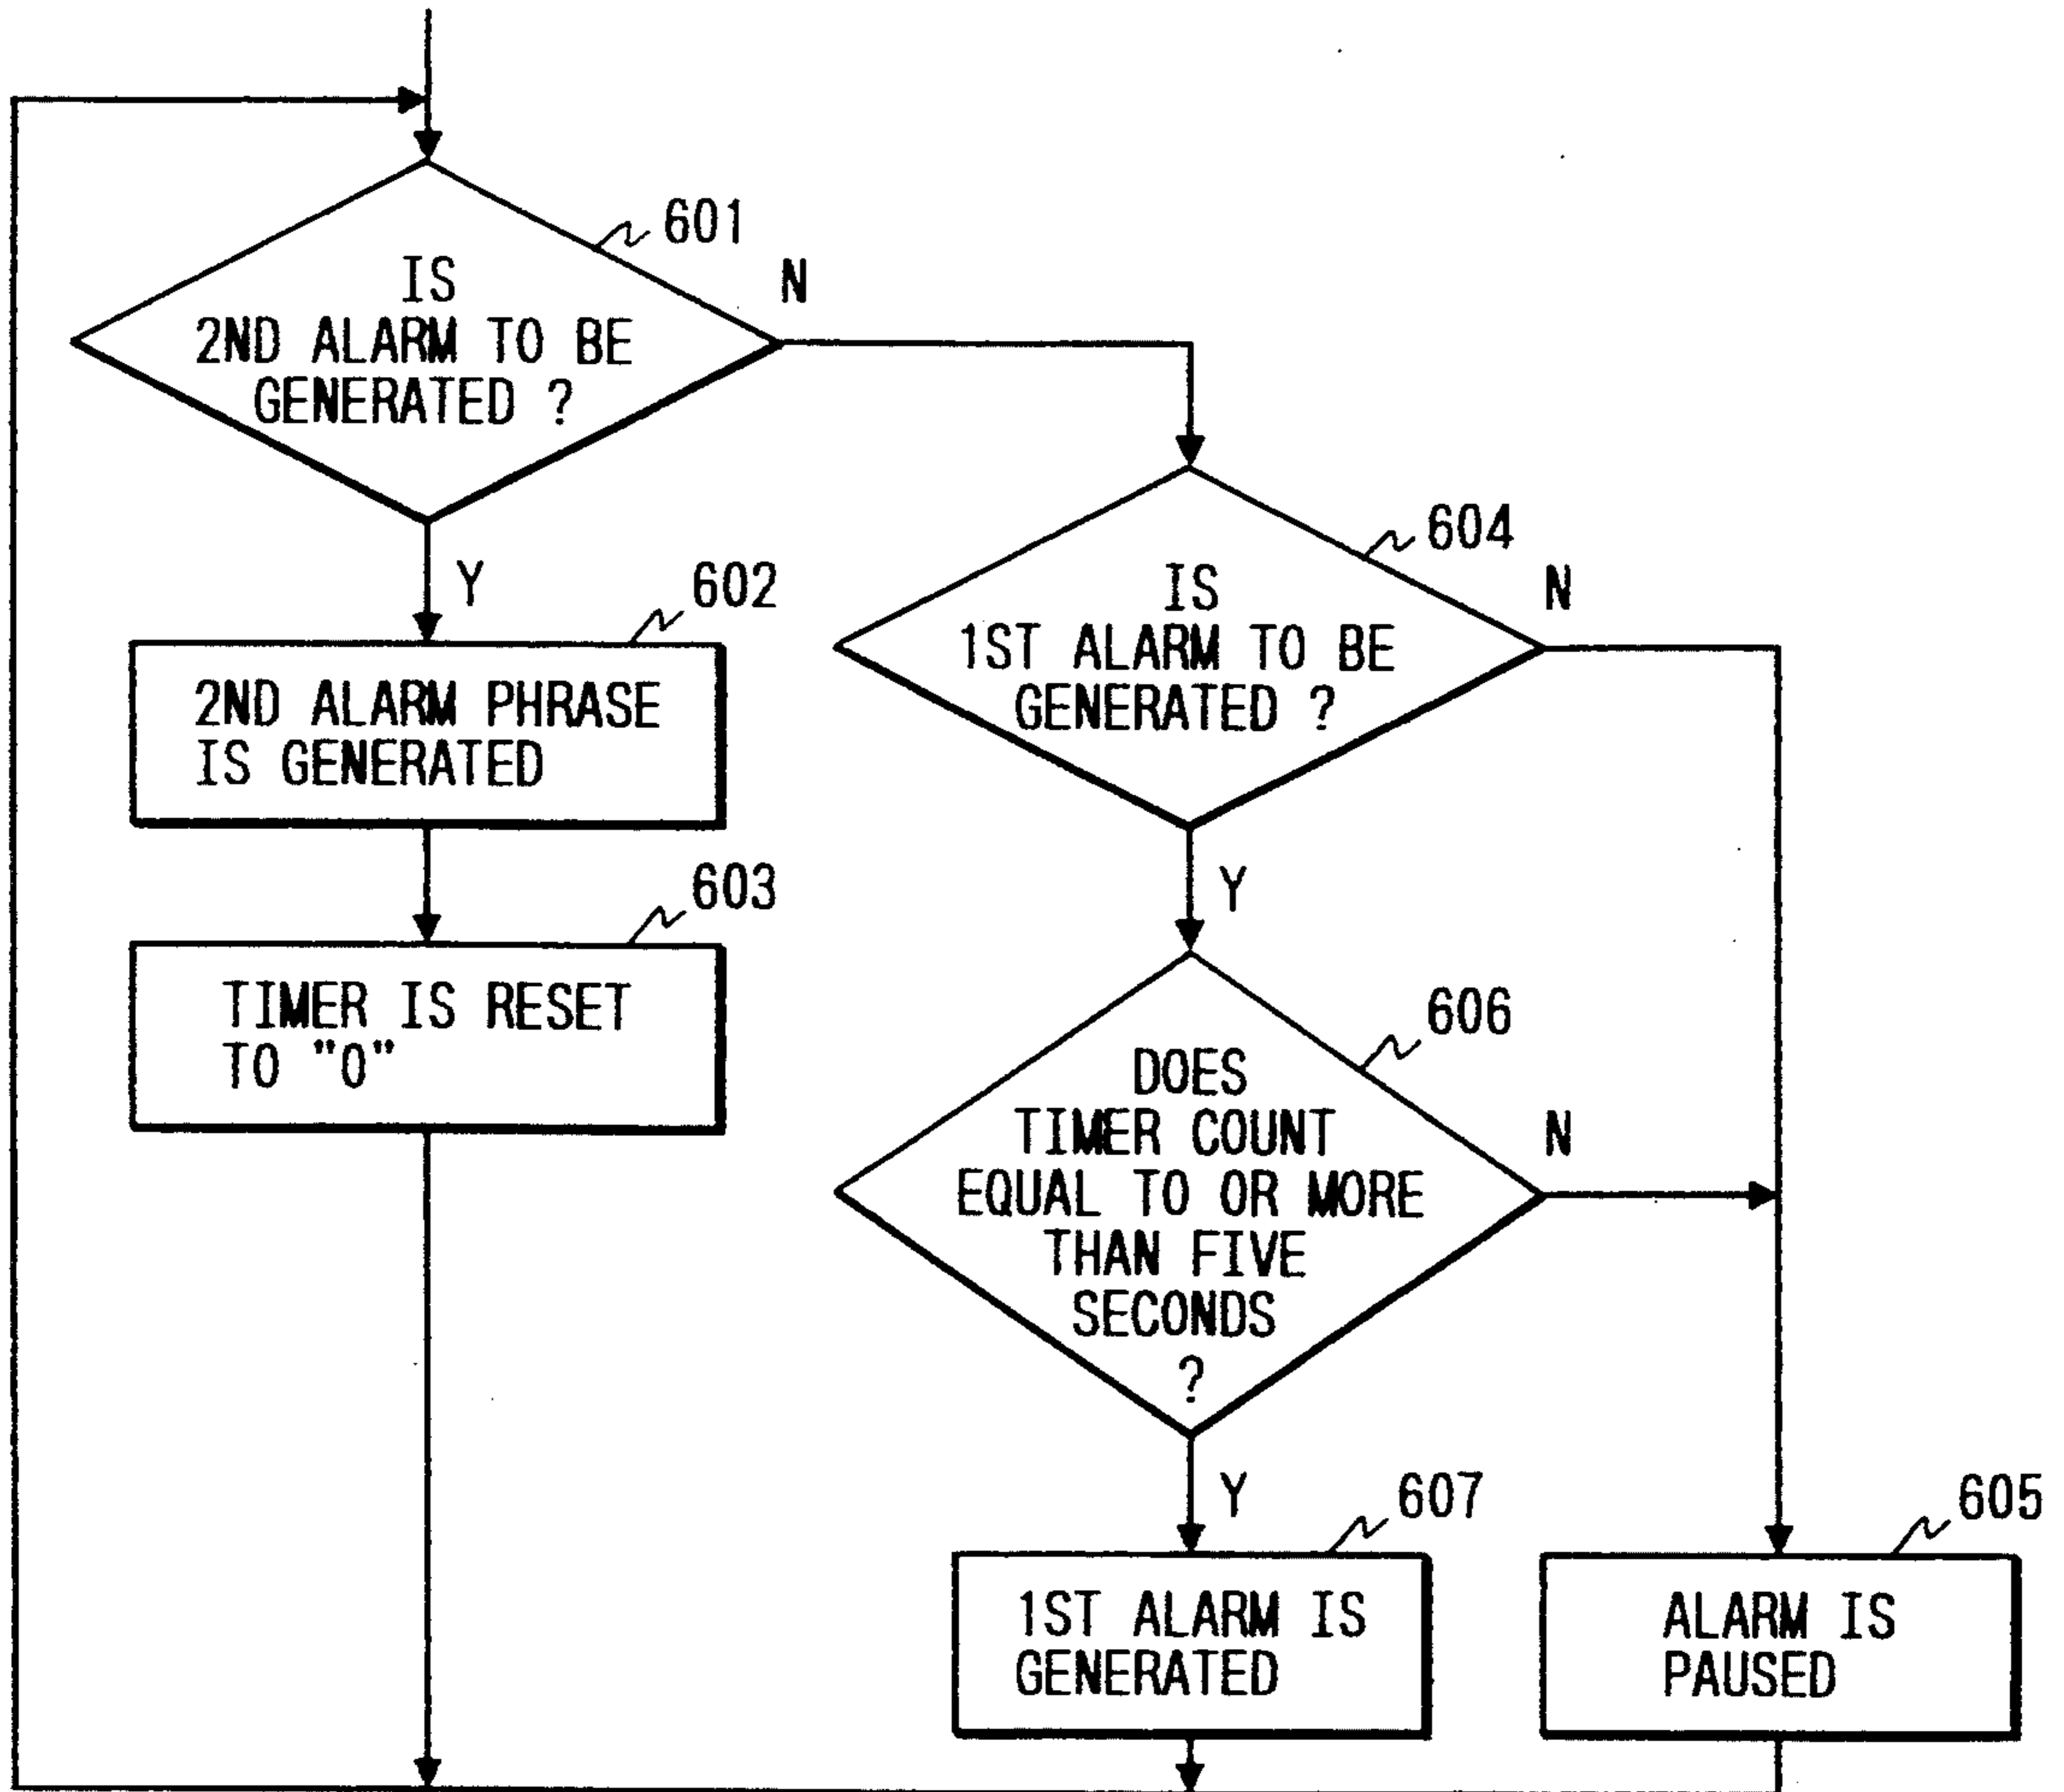 601
IS
2ND ALARM TO BE
GENERATED ?
N
Y
602
2ND ALARM PHRASE
IS GENERATED
603
TIMER IS RESET
TO "0"
604
IS
1ST ALARM TO BE
GENERATED ?
N
Y
606
DOES
TIMER COUNT
EQUAL TO OR MORE
THAN FIVE
SECONDS
?
N
Y
607
1ST ALARM IS
GENERATED
605
ALARM IS
PAUSED